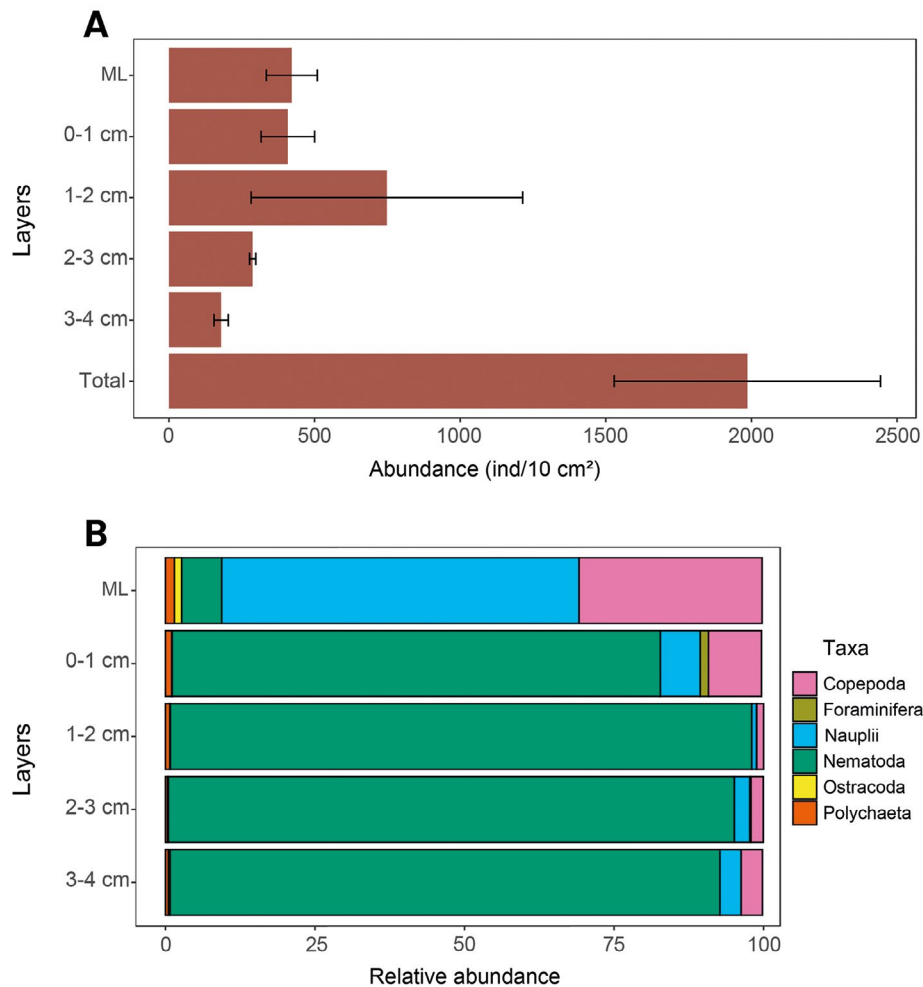 A
Layers
ML
0-1 cm
1-2 cm
2-3 cm
3-4 cm
Total
0 500 1000 1500 2000 2500
Abundance (ind/10 cm²)
B
Layers
ML
0-1 cm
1-2 cm
2-3 cm
3-4 cm
0 25 50 75 100
Relative abundance
Taxa
Copepoda
Foraminifera
Nauplii
Nematoda
Ostracoda
Polychaeta